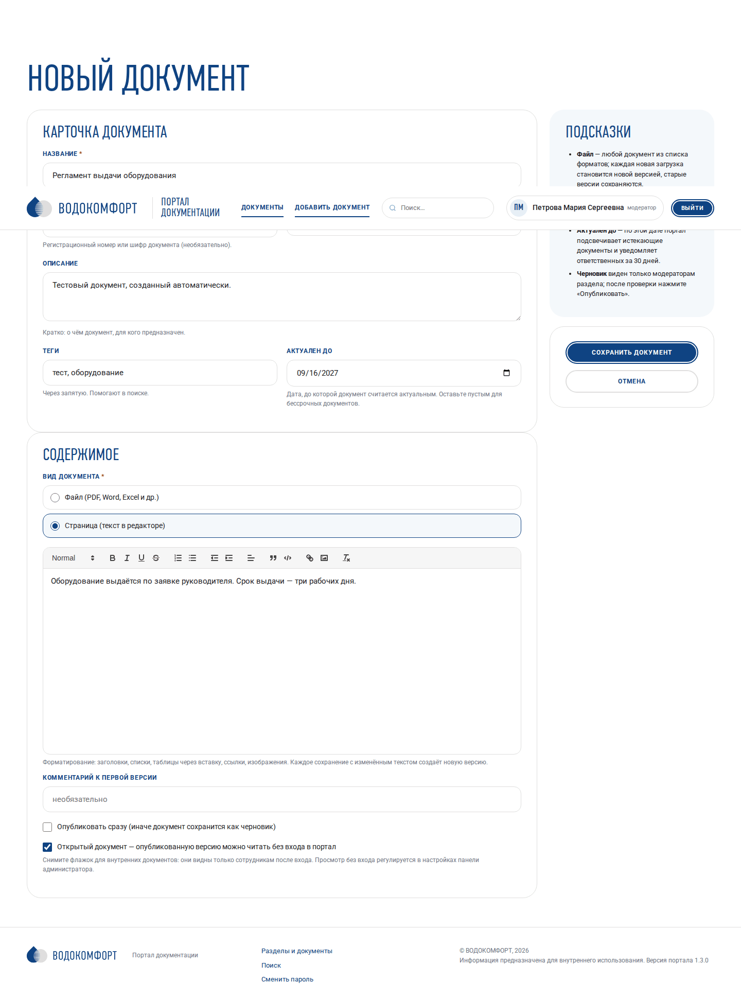 НОВЫЙ ДОКУМЕНТ
КАРТОЧКА ДОКУМЕНТА
НАЗВАНИЕ *
Регламент выдачи оборудования
ПОДСКАЗКИ
Файл — любой документ из списка
форматов; каждая новая загрузка
становится новой версией, старые
версии сохраняются.
ВОДОКОМФОРТ
ПОРТАЛ
ДОКУМЕНТАЦИИ
ДОКУМЕНТЫ
ДОБАВИТЬ ДОКУМЕНТ
Поиск...
ПМ
Петрова Мария Сергеевна модератор
ВЫЙТИ
Актуален до — по этой дате портал
подсвечивает истекающие
документы и уведомляет
ответственных за 30 дней.
Черновик виден только модераторам
раздела; после проверки нажмите
«Опубликовать».
Регистрационный номер или шифр документа (необязательно).
ОПИСАНИЕ
Тестовый документ, созданный автоматически.
Кратко: о чём документ, для кого предназначен.
ТЕГИ
тест, оборудование
Через запятую. Помогают в поиске.
АКТУАЛЕН ДО
09/16/2027
Дата, до которой документ считается актуальным. Оставьте пустым для
бессрочных документов.
СОХРАНИТЬ ДОКУМЕНТ
ОТМЕНА
СОДЕРЖИМОЕ
ВИД ДОКУМЕНТА *
Файл (PDF, Word, Excel и др.)
Страница (текст в редакторе)
Normal
Оборудование выдаётся по заявке руководителя. Срок выдачи — три рабочих дня.
Форматирование: заголовки, списки, таблицы через вставку, ссылки, изображения. Каждое сохранение с изменённым текстом создаёт новую версию.
КОММЕНТАРИЙ К ПЕРВОЙ ВЕРСИИ
необязательно
Опубликовать сразу (иначе документ сохранится как черновик)
Открытый документ — опубликованную версию можно читать без входа в портал
Снимите флажок для внутренних документов: они видны только сотрудникам после входа. Просмотр без входа регулируется в настройках панели
администратора.
ВОДОКОМФОРТ
Портал документации
Разделы и документы
Поиск
Сменить пароль
© ВОДОКОМФОРТ, 2026
Информация предназначена для внутреннего использования. Версия портала 1.3.0